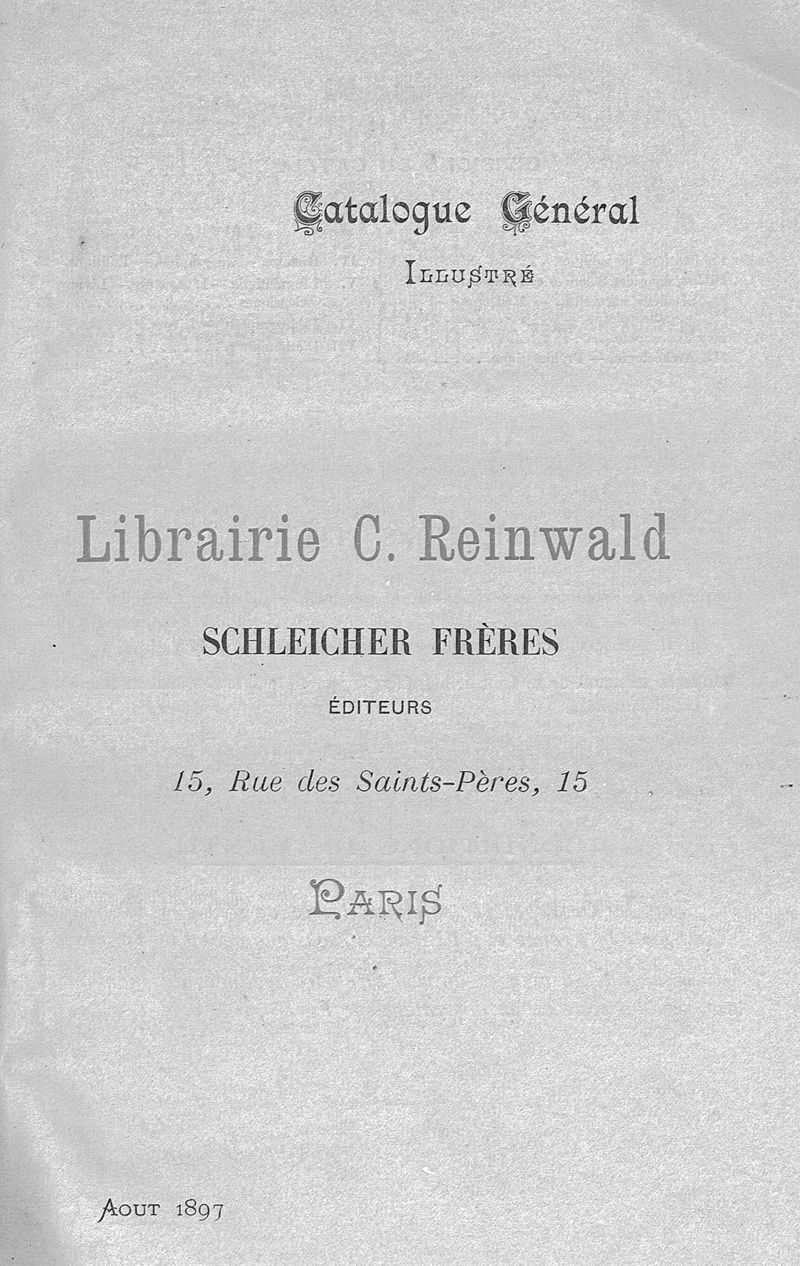 Catalogue Général
Illustré
Librairie C. Reinwald
SCHLEICHER FRÈRES
ÉDITEURS
15, Rue des Saints-Pères, 15
Paris
Aout 1897